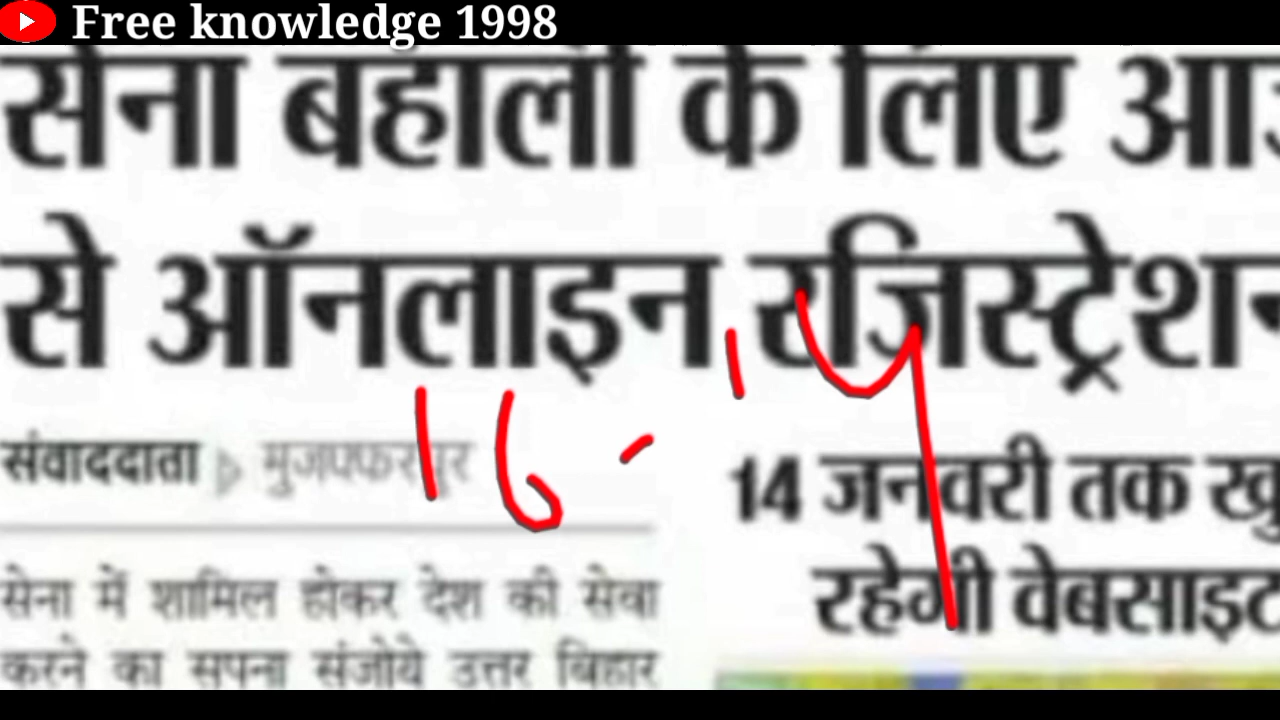 Free knowledge 1998
सेना बहाली के लिए
से ऑनलाइन रजिस्ट्रेशन
16 - 14
संवाददाता मुजफ्फरपुर
14 जनवरी तक
रहेगी वेबसाइट
सेना में शामिल होकर देश की सेवा
करने का सपना संजोये उत्तर बिहार